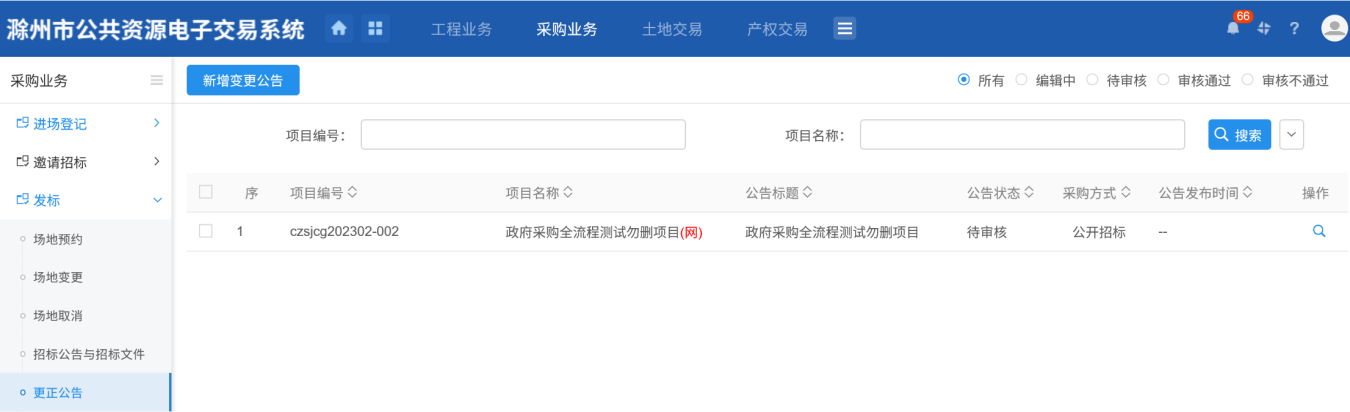 滁州市公共资源电子交易系统 工程业务 采购业务 土地交易 产权交易 66 ?
采购业务 新增变更公告 所有 编辑中 待审核 审核通过 审核不通过
进场登记
项目编号： 项目名称： 搜索
邀请招标
发标
序 项目编号 项目名称 公告标题 公告状态 采购方式 公告发布时间 操作
1 czsjcg202302-002 政府采购全流程测试勿删项目(网) 政府采购全流程测试勿删项目 待审核 公开招标 --
场地预约
场地变更
场地取消
招标公告与招标文件
更正公告